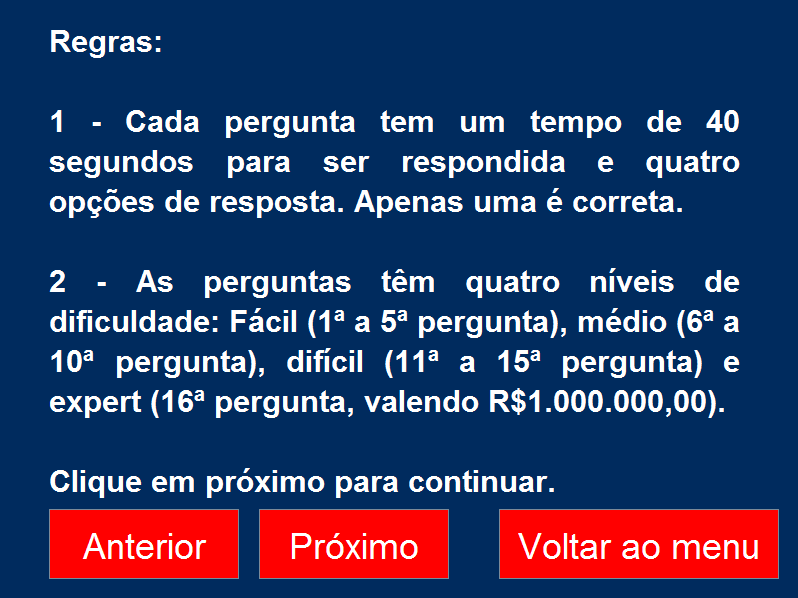 Regras:
1 - Cada pergunta tem um tempo de 40
segundos para ser respondida e quatro
opções de resposta. Apenas uma é correta.
2 - As perguntas têm quatro níveis de
dificuldade: Fácil (1ª a 5ª pergunta), médio (6ª a
10ª pergunta), difícil (11ª a 15ª pergunta) e
expert (16ª pergunta, valendo R$1.000.000,00).
Clique em próximo para continuar.
Anterior
Próximo
Voltar ao menu